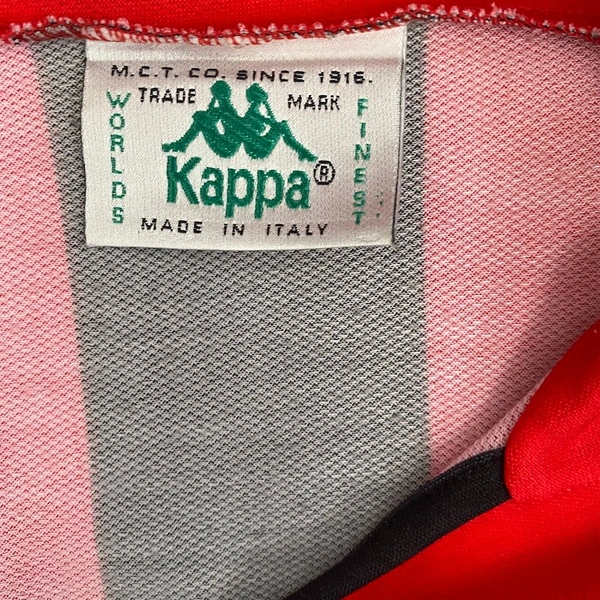 M.C.T. CO. SINCE 1916.
TRADE MARK
WORLDS
FINEST
Kappa®
MADE IN ITALY